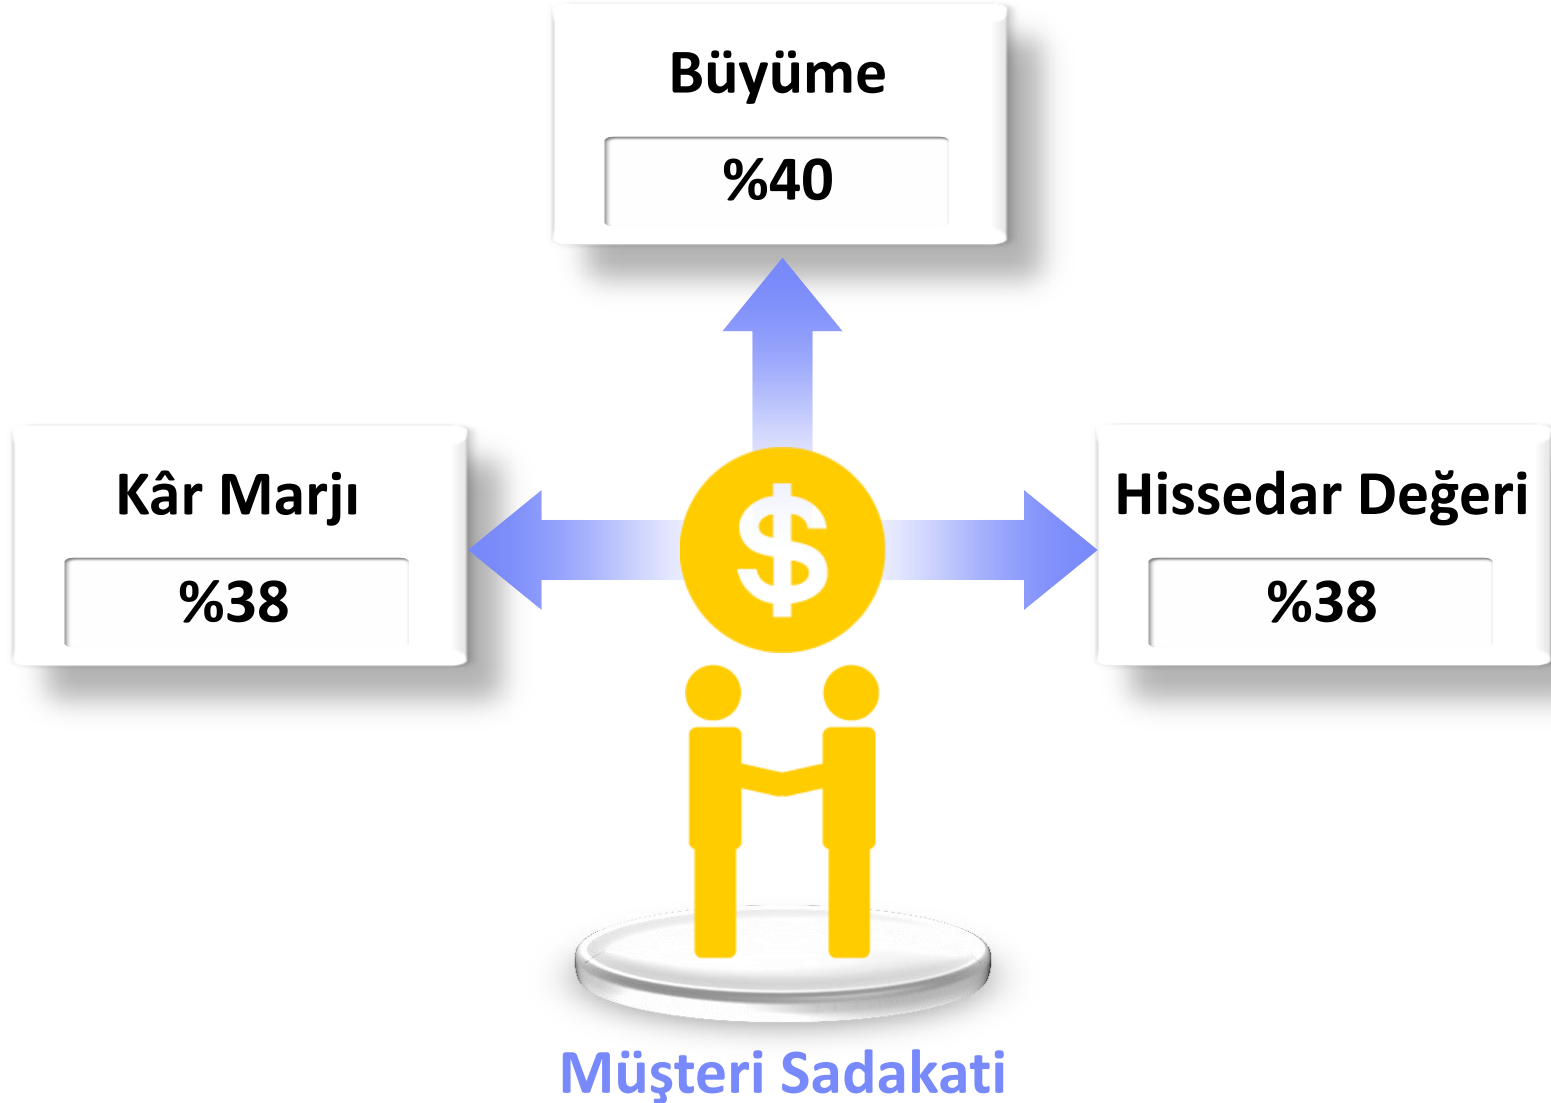 Büyüme
%40
Kâr Marjı
%38
Hissedar Değeri
%38
$
Müşteri Sadakati